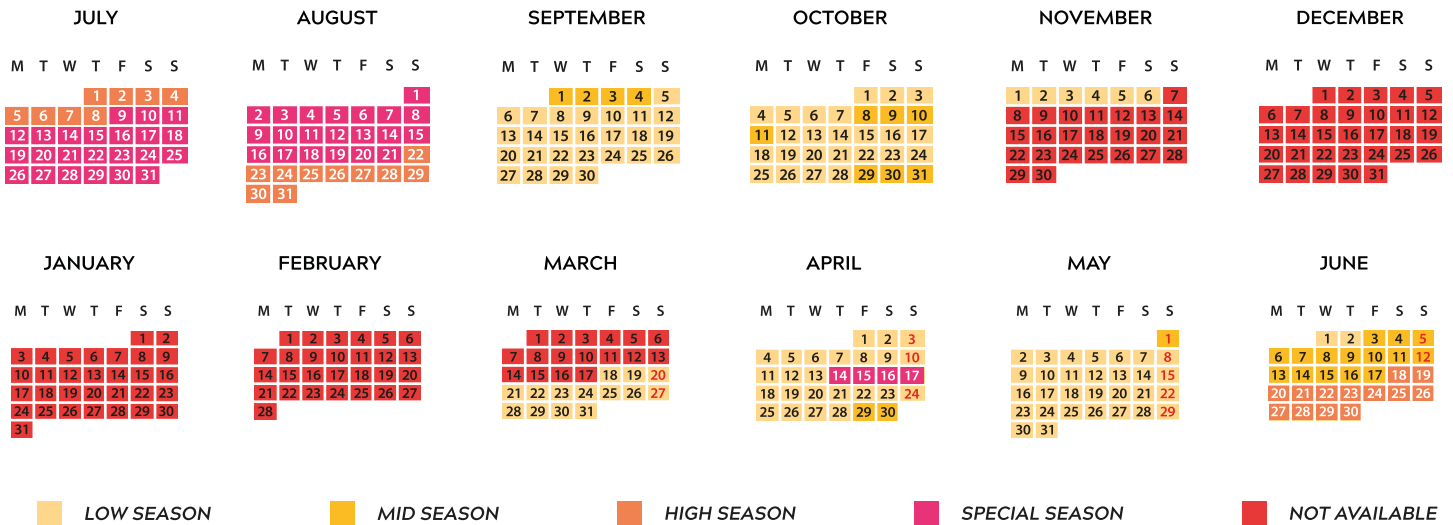 JULY
M T W T F S S
1 2 3 4
5 6 7 8 9 10 11
12 13 14 15 16 17 18
19 20 21 22 23 24 25
26 27 28 29 30 31
AUGUST
M T W T F S S
1
2 3 4 5 6 7 8
9 10 11 12 13 14 15
16 17 18 19 20 21 22
23 24 25 26 27 28 29
30 31
SEPTEMBER
M T W T F S S
1 2 3 4 5
6 7 8 9 10 11 12
13 14 15 16 17 18 19
20 21 22 23 24 25 26
27 28 29 30
OCTOBER
M T W T F S S
1 2 3
4 5 6 7 8 9 10
11 12 13 14 15 16 17
18 19 20 21 22 23 24
25 26 27 28 29 30 31
NOVEMBER
M T W T F S S
1 2 3 4 5 6 7
8 9 10 11 12 13 14
15 16 17 18 19 20 21
22 23 24 25 26 27 28
29 30
DECEMBER
M T W T F S S
1 2 3 4 5
6 7 8 9 10 11 12
13 14 15 16 17 18 19
20 21 22 23 24 25 26
27 28 29 30 31
JANUARY
M T W T F S S
1 2
3 4 5 6 7 8 9
10 11 12 13 14 15 16
17 18 19 20 21 22 23
24 25 26 27 28 29 30
31
FEBRUARY
M T W T F S S
1 2 3 4 5 6
7 8 9 10 11 12 13
14 15 16 17 18 19 20
21 22 23 24 25 26 27
28
MARCH
M T W T F S S
1 2 3 4 5 6
7 8 9 10 11 12 13
14 15 16 17 18 19 20
21 22 23 24 25 26 27
28 29 30 31
APRIL
M T W T F S S
1 2 3
4 5 6 7 8 9 10
11 12 13 14 15 16 17
18 19 20 21 22 23 24
25 26 27 28 29 30
MAY
M T W T F S S
1
2 3 4 5 6 7 8
9 10 11 12 13 14 15
16 17 18 19 20 21 22
23 24 25 26 27 28 29
30 31
JUNE
M T W T F S S
1 2 3 4 5
6 7 8 9 10 11 12
13 14 15 16 17 18 19
20 21 22 23 24 25 26
27 28 29 30
LOW SEASON
MID SEASON
HIGH SEASON
SPECIAL SEASON
NOT AVAILABLE